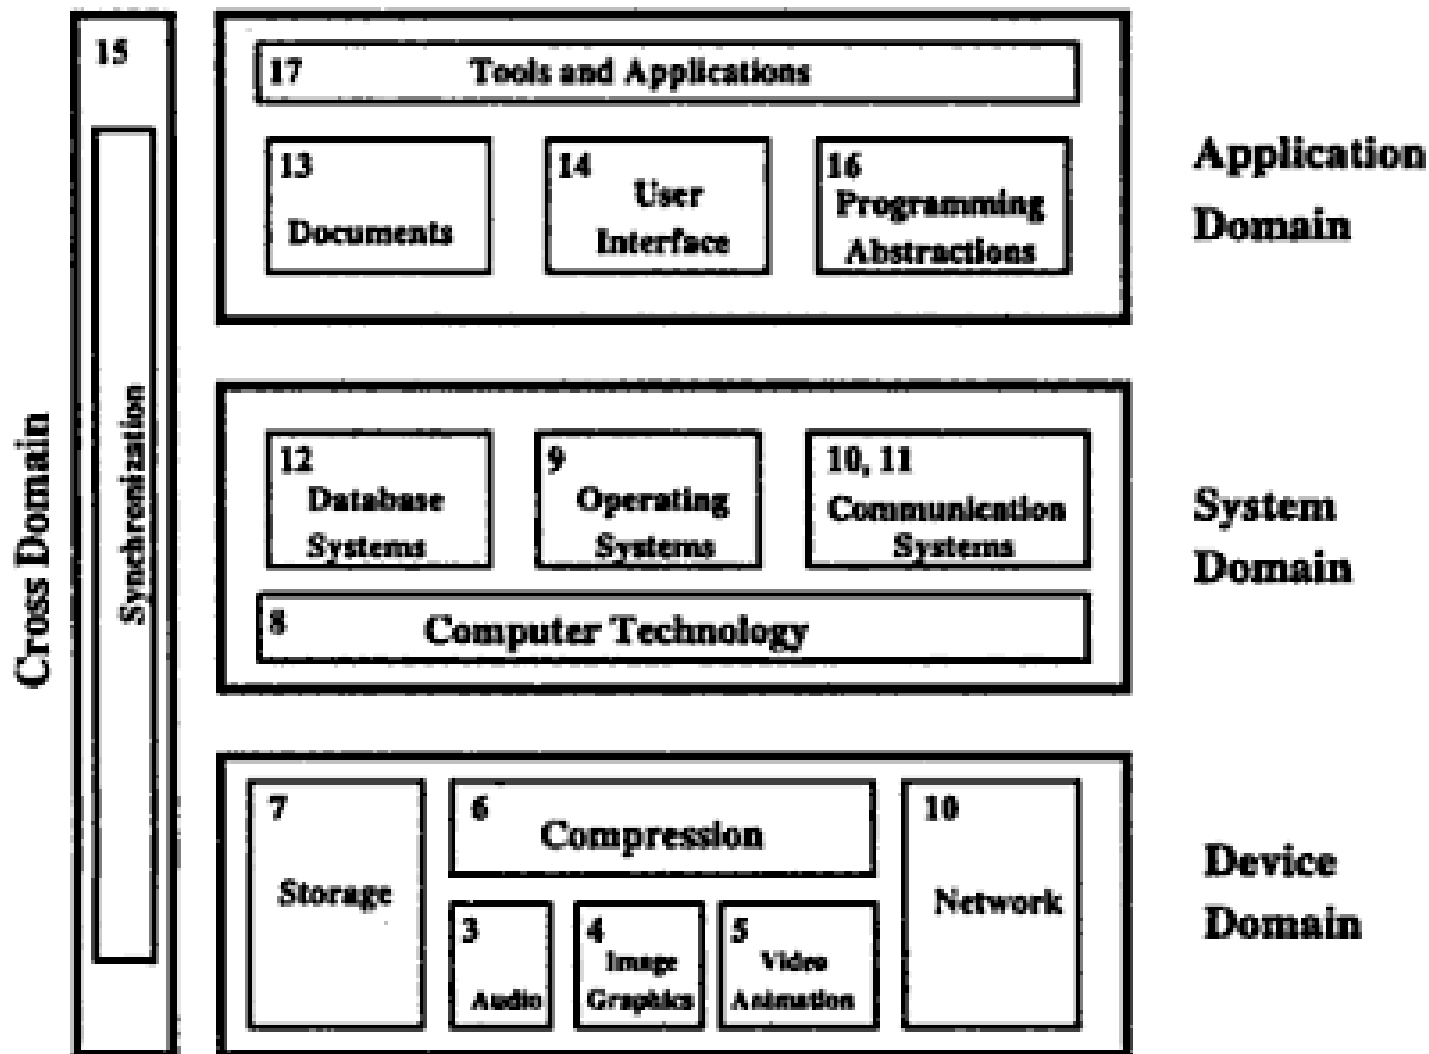 15
Synchronization
Cross Domain
17 Tools and Applications
13
Documents
14
User
Interface
16
Programming
Abstractions
Application
Domain
12
Database
Systems
9
Operating
Systems
10, 11
Communication
Systems
8 Computer Technology
System
Domain
7
Storage
6
Compression
3
Audio
4
Image
Graphics
5
Video
Animation
10
Network
Device
Domain